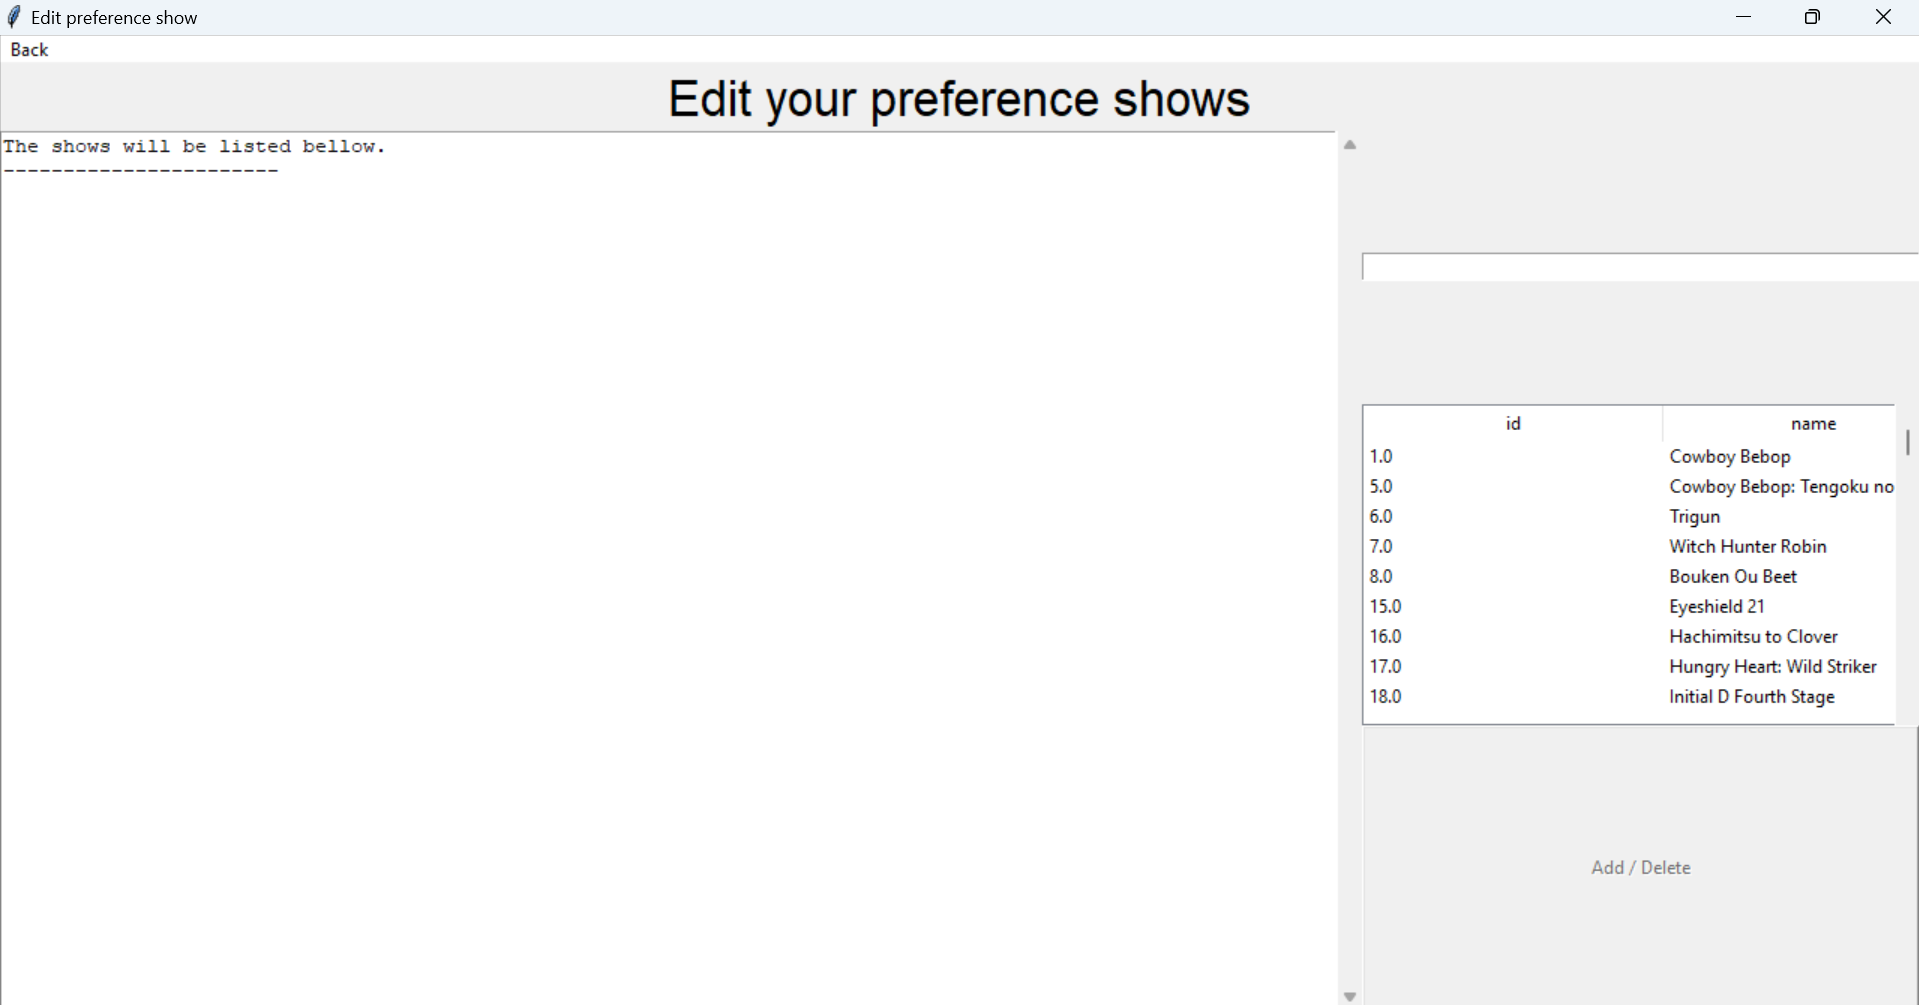 Edit preference show
Back
Edit your preference shows
The shows will be listed bellow.
-----------------------
id name
1.0 Cowboy Bebop
5.0 Cowboy Bebop: Tengoku no
6.0 Trigun
7.0 Witch Hunter Robin
8.0 Bouken Ou Beet
15.0 Eyeshield 21
16.0 Hachimitsu to Clover
17.0 Hungry Heart: Wild Striker
18.0 Initial D Fourth Stage
Add / Delete